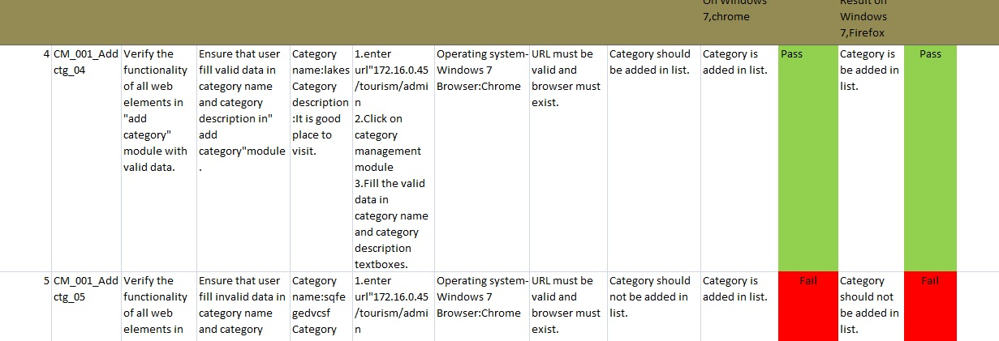 On Windows
7,chrome
Result on
Windows
7,Firefox
4
CM_001_Add
ctg_04
Verify the
functionality
of all web
elements in
"add
category"
module with
valid data.
Ensure that user
fill valid data in
category name
and category
description in"
add
category"module
.
Category
name:lakes
Category
description
:It is good
place to
visit.
1.enter
url"172.16.0.45
/tourism/admi
n
2.Click on
category
management
module
3.Fill the valid
data in
category name
and category
description
textboxes.
Operating system-
Windows 7
Browser:Chrome
URL must be
valid and
browser must
exist.
Category should
be added in list.
Category is
added in list.
Pass
Category is
be added in
list.
Pass
5
CM_001_Add
ctg_05
Verify the
functionality
of all web
elements in
Ensure that user
fill invalid data in
category name
and category
Category
name:sqfe
gedvcsf
Category
1.enter
url"172.16.0.45
/tourism/admi
n
Operating system-
Windows 7
Browser:Chrome
URL must be
valid and
browser must
exist.
Category should
not be added in
list.
Category is
added in list.
Fail
Category
should not
be added in
list.
Fail